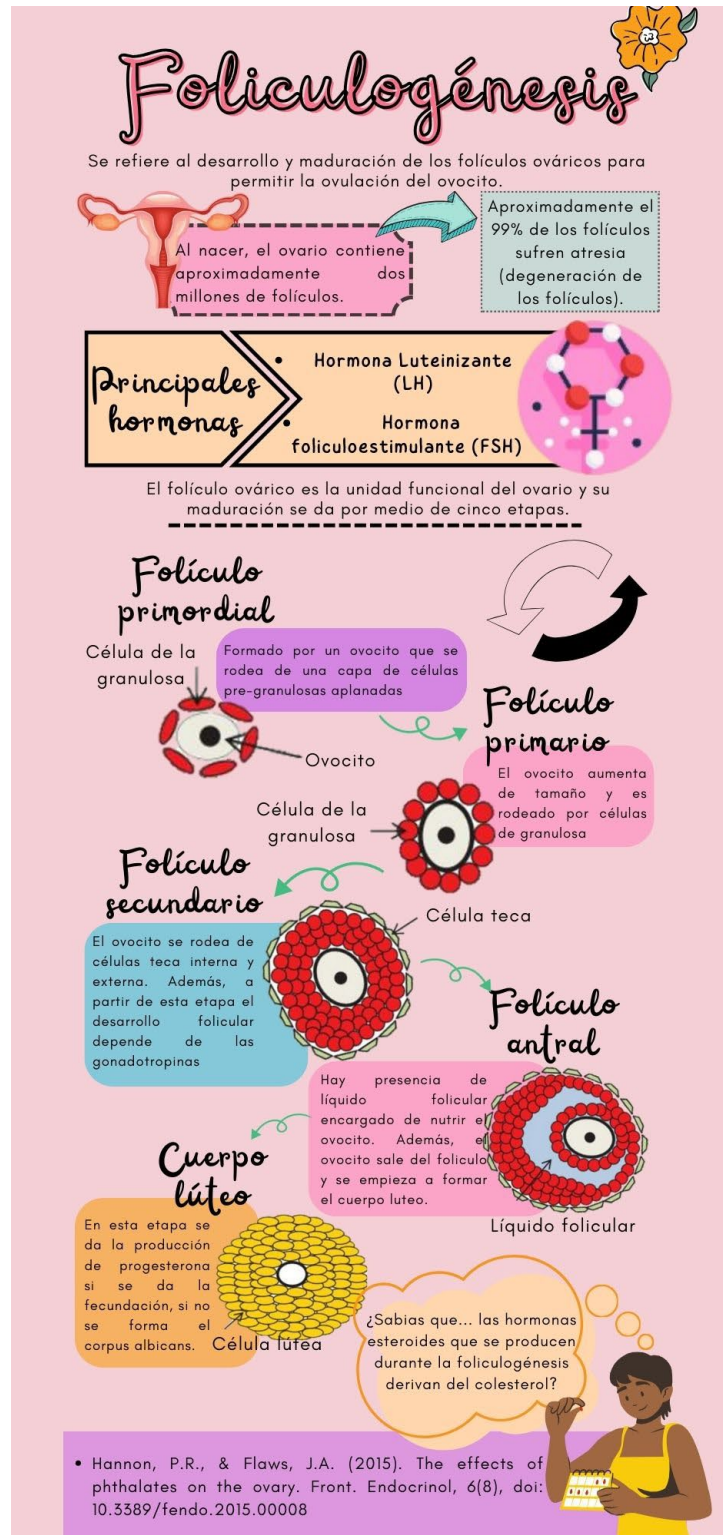 Foliculogénesis
Se refiere al desarrollo y maduración de los folículos ováricos para
permitir la ovulación del ovocito.
Al nacer, el ovario contiene
aproximadamente dos
millones de folículos.
Aproximadamente el
99% de los folículos
sufren atresia
(degeneración de
los folículos).
Principales
hormonas
• Hormona Luteinizante
(LH)
• Hormona
foliculoestimulante (FSH)
El folículo ovárico es la unidad funcional del ovario y su
maduración se da por medio de cinco etapas.
Folículo
primordial
Célula de la
granulosa
Formado por un ovocito que se
rodea de una capa de células
pre-granulosas aplanadas
Ovocito
Folículo
primario
El ovocito aumenta
de tamaño y es
rodeado por células
de granulosa
Célula de la
granulosa
Folículo
secundario
El ovocito se rodea de
células teca interna y
externa. Además, a
partir de esta etapa el
desarrollo folicular
depende de las
gonadotropinas
Célula teca
Folículo
antral
Hay presencia de
líquido folicular
encargado de nutrir el
ovocito. Además, el
ovocito sale del foliculo
y se empieza a formar
el cuerpo luteo.
Líquido folicular
Cuerpo
lúteo
En esta etapa se
da la producción
de progesterona
si se da la
fecundación, si no
se forma el
corpus albicans.
Célula lútea
¿Sabias que... las hormonas
esteroides que se producen
durante la foliculogénesis
derivan del colesterol?
• Hannon, P.R., & Flaws, J.A. (2015). The effects of
phthalates on the ovary. Front. Endocrinol, 6(8), doi:
10.3389/fendo.2015.00008